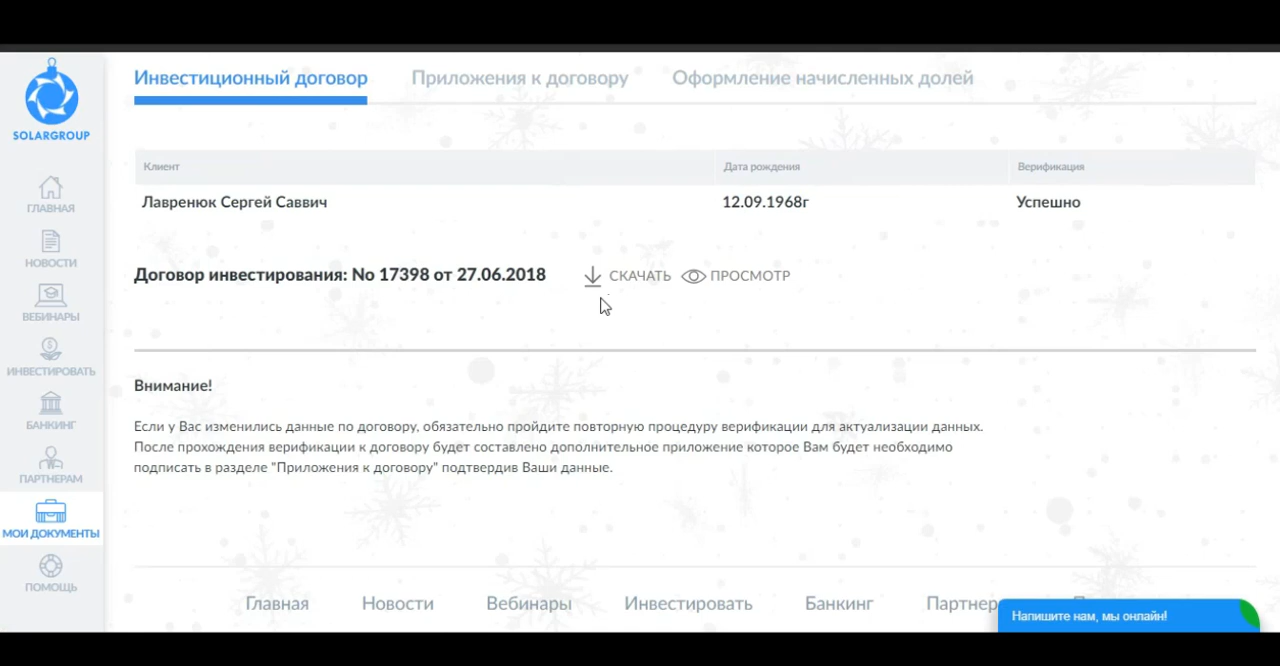 Инвестиционный договор Приложения к договору Оформление начисленных долей
SOLARGROUP
Клиент Дата рождения Верификация
Лавренюк Сергей Саввич 12.09.1968г Успешно
ГЛАВНАЯ
НОВОСТИ
ВЕБИНАРЫ
ИНВЕСТИРОВАТЬ
БАНКИНГ
ПАРТНЕРАМ
МОИ ДОКУМЕНТЫ
ПОМОЩЬ
Договор инвестирования: No 17398 от 27.06.2018 СКАЧАТЬ ПРОСМОТР
Внимание!
Если у Вас изменились данные по договору, обязательно пройдите повторную процедуру верификации для актуализации данных.
После прохождения верификации к договору будет составлено дополнительное приложение которое Вам будет необходимо
подписать в разделе "Приложения к договору" подтвердив Ваши данные.
Главная Новости Вебинары Инвестировать Банкинг
Напишите нам, мы онлайн!